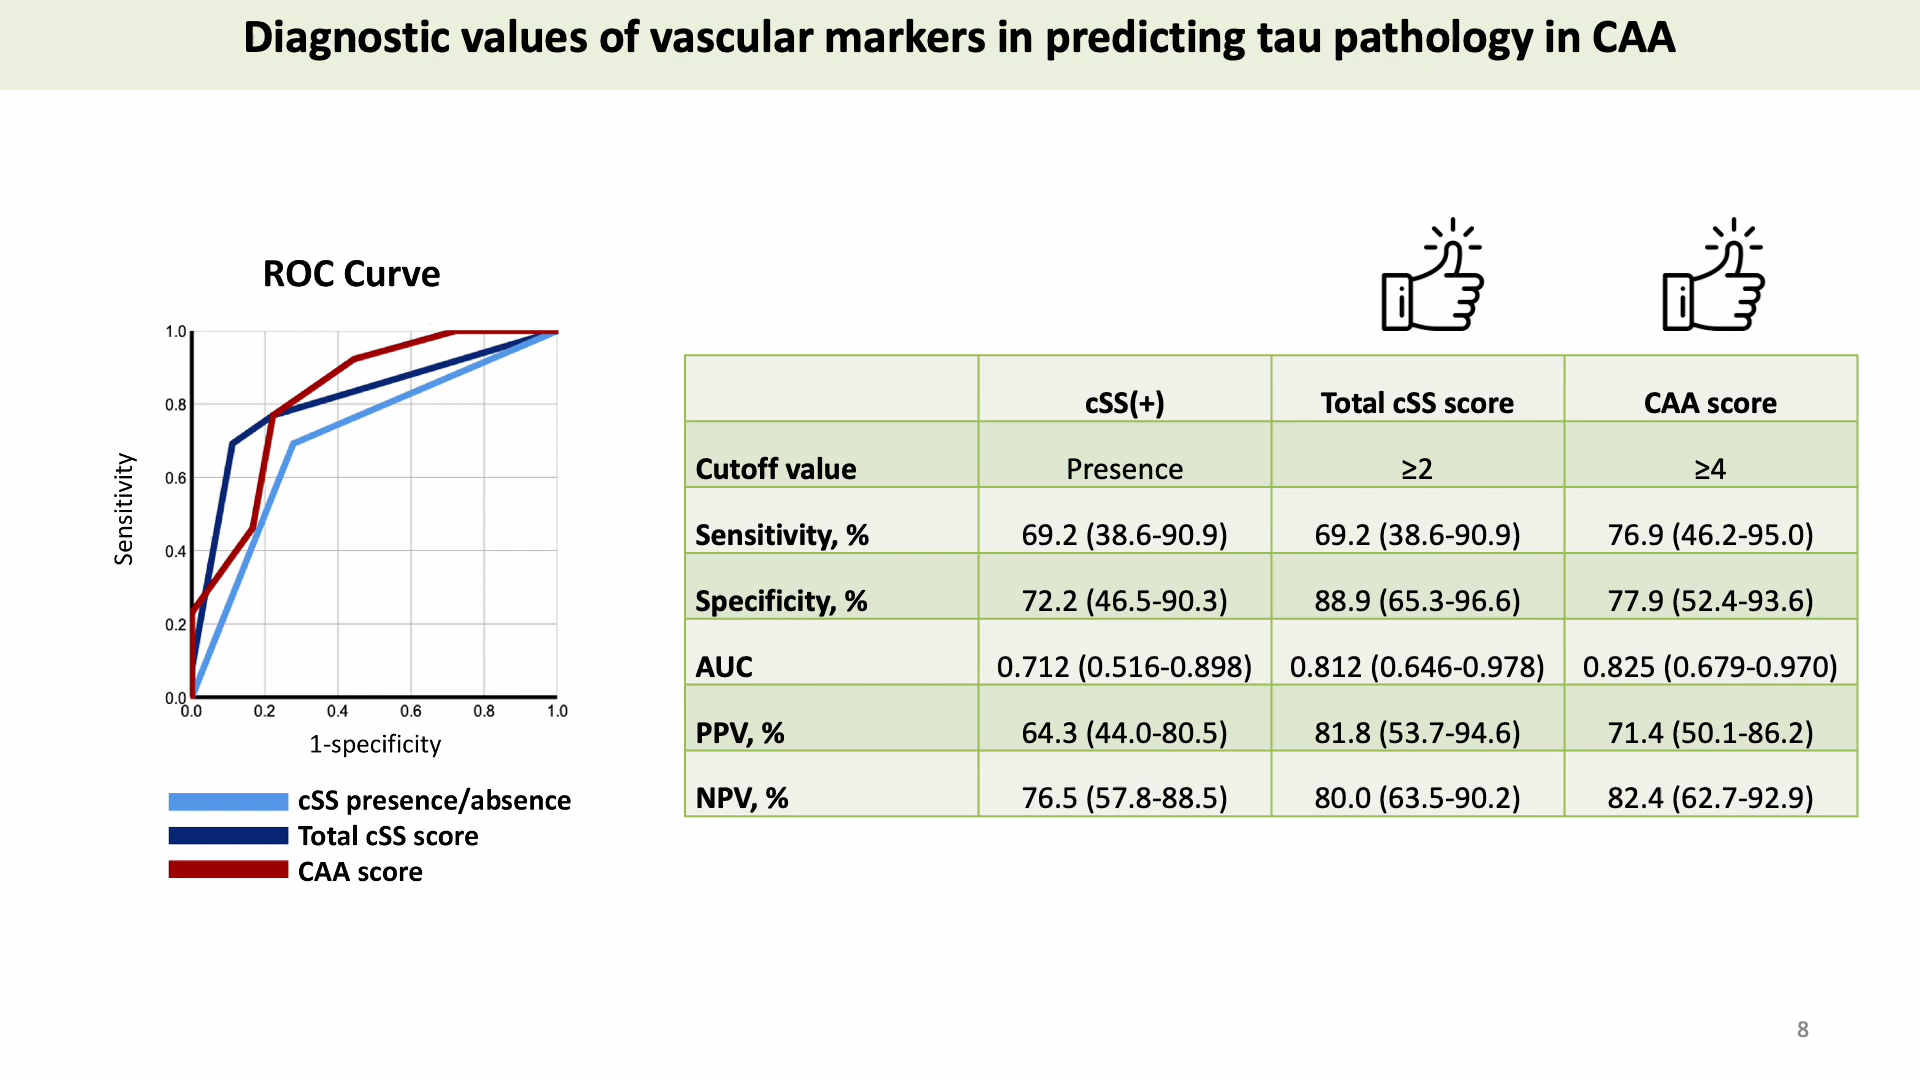 Diagnostic values of vascular markers in predicting tau pathology in CAA
ROC Curve
1.0
0.8
0.6
0.4
0.2
0.0
Sensitivity
0.0 0.2 0.4 0.6 0.8 1.0
1-specificity
cSS presence/absence
Total cSS score
CAA score
cSS(+) Total cSS score CAA score
Cutoff value Presence ≥2 ≥4
Sensitivity, % 69.2 (38.6-90.9) 69.2 (38.6-90.9) 76.9 (46.2-95.0)
Specificity, % 72.2 (46.5-90.3) 88.9 (65.3-96.6) 77.9 (52.4-93.6)
AUC 0.712 (0.516-0.898) 0.812 (0.646-0.978) 0.825 (0.679-0.970)
PPV, % 64.3 (44.0-80.5) 81.8 (53.7-94.6) 71.4 (50.1-86.2)
NPV, % 76.5 (57.8-88.5) 80.0 (63.5-90.2) 82.4 (62.7-92.9)
8